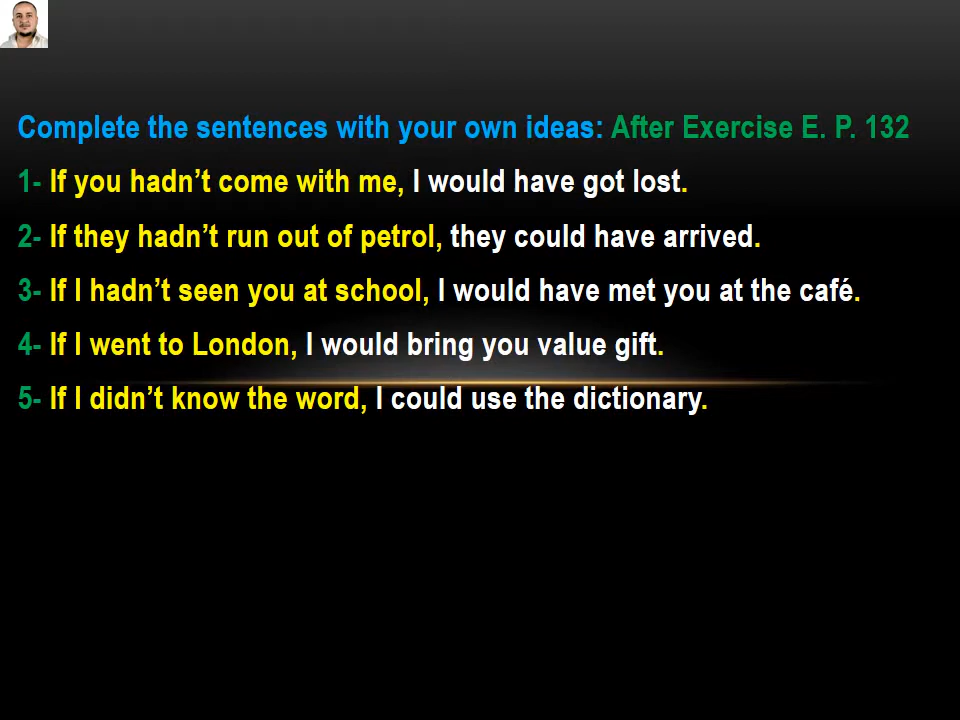 Complete the sentences with your own ideas: After Exercise E. P. 132
1- If you hadn’t come with me, I would have got lost.
2- If they hadn’t run out of petrol, they could have arrived.
3- If I hadn’t seen you at school, I would have met you at the café.
4- If I went to London, I would bring you value gift.
5- If I didn’t know the word, I could use the dictionary.